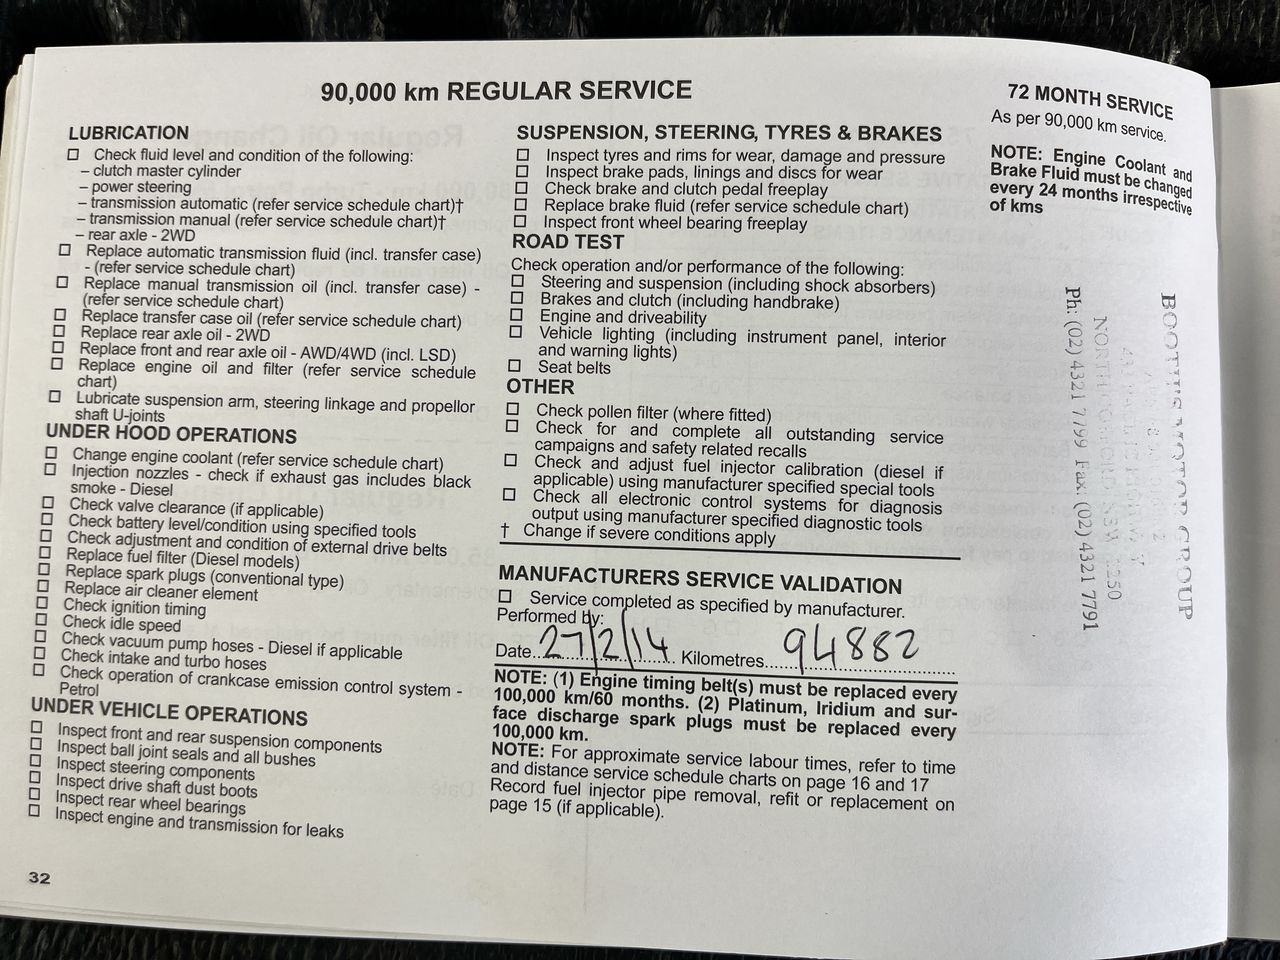 90,000 km REGULAR SERVICE
LUBRICATION
☐ Check fluid level and condition of the following:
– clutch master cylinder
– power steering
– transmission automatic (refer service schedule chart)†
– transmission manual (refer service schedule chart)†
– rear axle - 2WD
☐ Replace automatic transmission fluid (incl. transfer case)
- (refer service schedule chart)
☐ Replace manual transmission oil (incl. transfer case) -
(refer service schedule chart)
☐ Replace transfer case oil (refer service schedule chart)
☐ Replace rear axle oil - 2WD
☐ Replace front and rear axle oil - AWD/4WD (incl. LSD)
☐ Replace engine oil and filter (refer service schedule
chart)
☐ Lubricate suspension arm, steering linkage and propellor
shaft U-joints
UNDER HOOD OPERATIONS
☐ Change engine coolant (refer service schedule chart)
☐ Injection nozzles - check if exhaust gas includes black
smoke - Diesel
☐ Check valve clearance (if applicable)
☐ Check battery level/condition using specified tools
☐ Check adjustment and condition of external drive belts
☐ Replace fuel filter (Diesel models)
☐ Replace spark plugs (conventional type)
☐ Replace air cleaner element
☐ Check ignition timing
☐ Check idle speed
☐ Check vacuum pump hoses - Diesel if applicable
☐ Check intake and turbo hoses
☐ Check operation of crankcase emission control system -
Petrol
UNDER VEHICLE OPERATIONS
☐ Inspect front and rear suspension components
☐ Inspect ball joint seals and all bushes
☐ Inspect steering components
☐ Inspect drive shaft dust boots
☐ Inspect rear wheel bearings
☐ Inspect engine and transmission for leaks
32
SUSPENSION, STEERING, TYRES & BRAKES
☐ Inspect tyres and rims for wear, damage and pressure
☐ Inspect brake pads, linings and discs for wear
☐ Check brake and clutch pedal freeplay
☐ Replace brake fluid (refer service schedule chart)
☐ Inspect front wheel bearing freeplay
ROAD TEST
Check operation and/or performance of the following:
☐ Steering and suspension (including shock absorbers)
☐ Brakes and clutch (including handbrake)
☐ Engine and driveability
☐ Vehicle lighting (including instrument panel, interior
and warning lights)
☐ Seat belts
OTHER
☐ Check pollen filter (where fitted)
☐ Check for and complete all outstanding service
campaigns and safety related recalls
☐ Check and adjust fuel injector calibration (diesel if
applicable) using manufacturer specified special tools
☐ Check all electronic control systems for diagnosis
output using manufacturer specified diagnostic tools
† Change if severe conditions apply
MANUFACTURERS SERVICE VALIDATION
☐ Service completed as specified by manufacturer.
Performed by:
Date..27/2/14.. Kilometres....94882....
NOTE: (1) Engine timing belt(s) must be replaced every
100,000 km/60 months. (2) Platinum, Iridium and sur-
face discharge spark plugs must be replaced every
100,000 km.
NOTE: For approximate service labour times, refer to time
and distance service schedule charts on page 16 and 17
Record fuel injector pipe removal, refit or replacement on
page 15 (if applicable).
72 MONTH SERVICE
As per 90,000 km service.
NOTE: Engine Coolant and
Brake Fluid must be changed
every 24 months irrespective
of kms
MOTOR GROUP
Ph: (02) 4321 7799 Fax: (02) 4321 7791